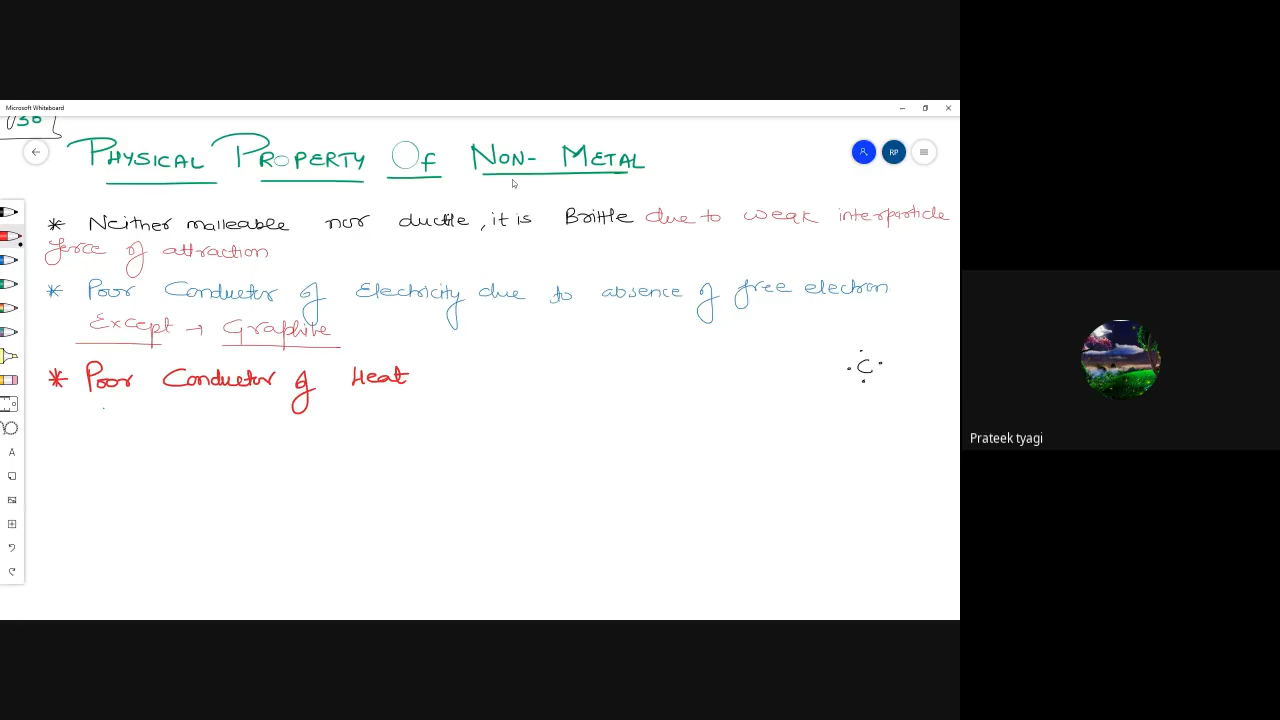 Microsoft Whiteboard
PHYSICAL PROPERTY Of NON-METAL
RP
* Neither malleable nor ductile, it is Brittle due to weak interparticle
force of attraction
* Poor Conductor of Electricity due to absence of free electron
Except → Graphite
* Poor Conductor of Heat
C
A
Prateek tyagi